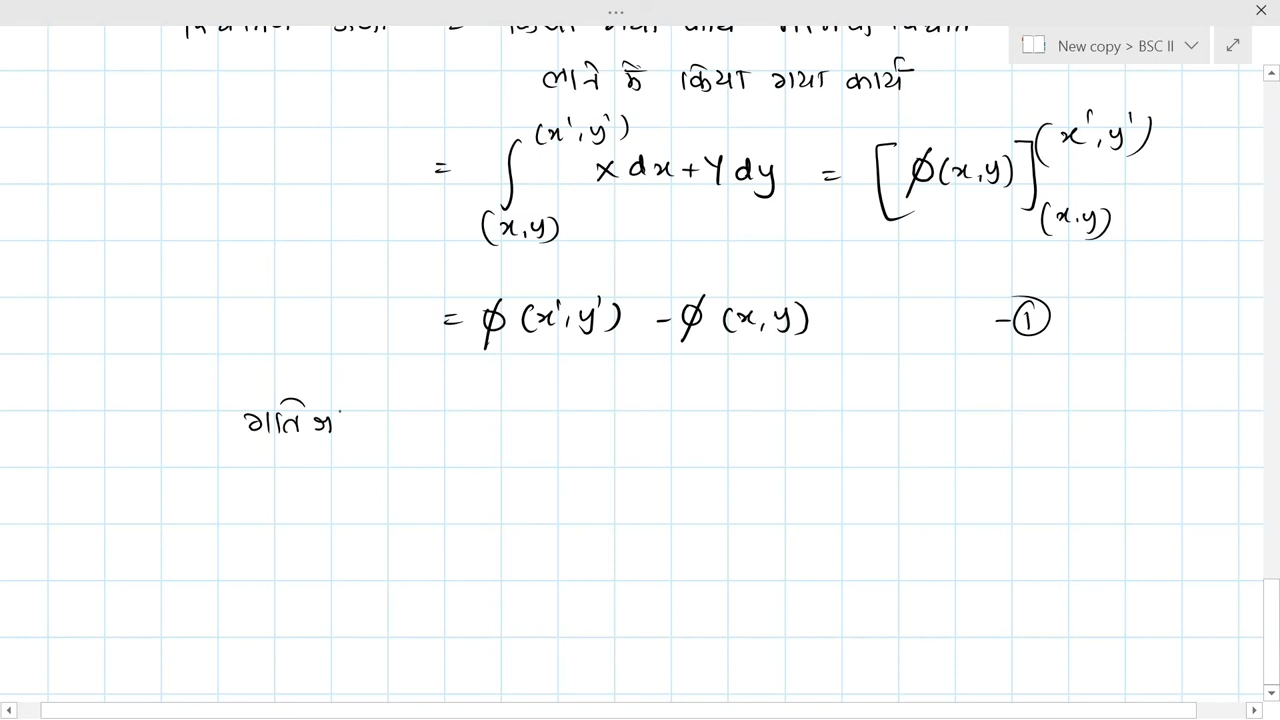 New copy > BSC II
लाने में किया गया कार्य
= ∫_(x,y)^(x',y') X dx + Y dy = [φ(x,y)]_(x,y)^(x',y')
= φ(x',y') - φ(x,y) -①
गति